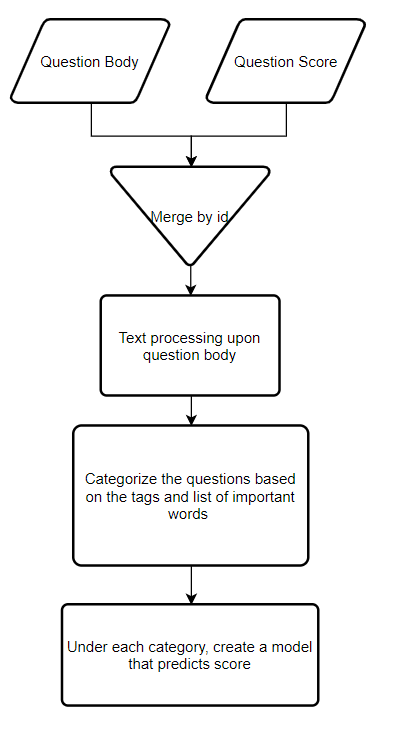 Question Body
Question Score
Merge by id
Text processing upon
question body
Categorize the questions based
on the tags and list of important
words
Under each category, create a model
that predicts score